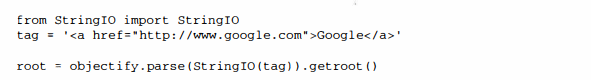 from StringIO import StringIO
tag = '<a href="http://www.google.com">Google</a>'
root = objectify.parse(StringIO(tag)).getroot()